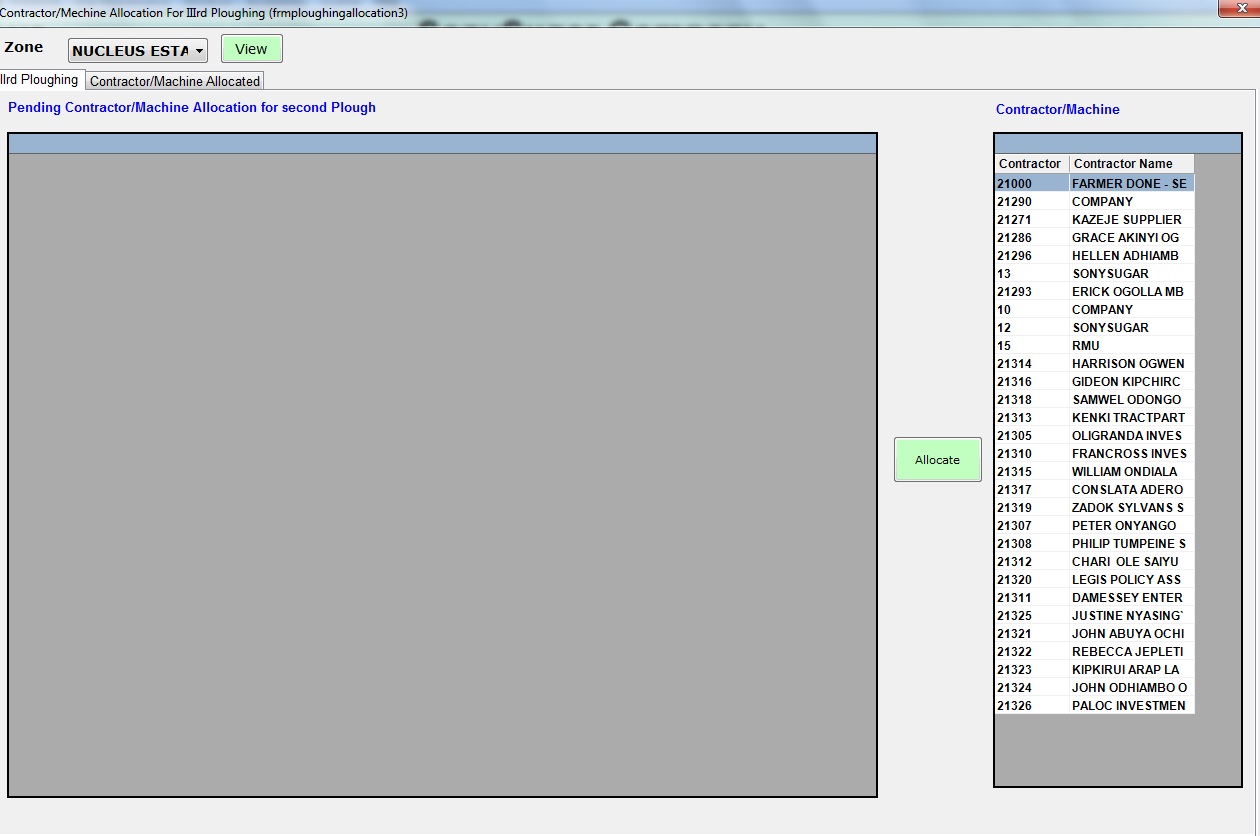 Contractor/Mechine Allocation For IIIrd Ploughing (frmploughingallocation3)
Zone NUCLEUS ESTA View
IIrd Ploughing Contractor/Machine Allocated
Pending Contractor/Machine Allocation for second Plough
Contractor/Machine
Contractor Contractor Name
21000 FARMER DONE - SE
21290 COMPANY
21271 KAZEJE SUPPLIER
21286 GRACE AKINYI OG
21296 HELLEN ADHIAMB
13 SONYSUGAR
21293 ERICK OGOLLA MB
10 COMPANY
12 SONYSUGAR
15 RMU
21314 HARRISON OGWEN
21316 GIDEON KIPCHIRC
21318 SAMWEL ODONGO
21313 KENKI TRACTPART
21305 OLIGRANDA INVES
21310 FRANCROSS INVES
21315 WILLIAM ONDIALA
21317 CONSLATA ADERO
21319 ZADOK SYLVANS S
21307 PETER ONYANGO
21308 PHILIP TUMPEINE S
21312 CHARI OLE SAIYU
21320 LEGIS POLICY ASS
21311 DAMESSEY ENTER
21325 JUSTINE NYASING`
21321 JOHN ABUYA OCHI
21322 REBECCA JEPLETI
21323 KIPKIRUI ARAP LA
21324 JOHN ODHIAMBO O
21326 PALOC INVESTMEN
Allocate